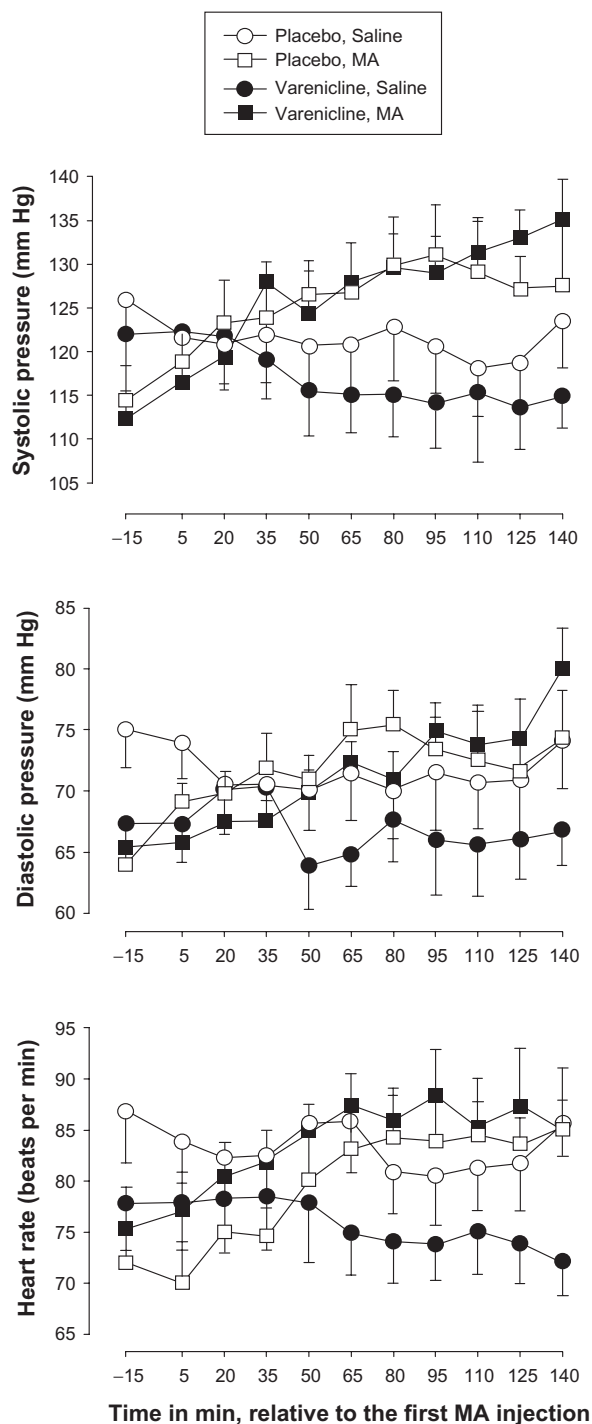 Placebo, Saline
Placebo, MA
Varenicline, Saline
Varenicline, MA
Systolic pressure (mm Hg)
140
135
130
125
120
115
110
105
–15 5 20 35 50 65 80 95 110 125 140
Diastolic pressure (mm Hg)
85
80
75
70
65
60
–15 5 20 35 50 65 80 95 110 125 140
Heart rate (beats per min)
95
90
85
80
75
70
65
–15 5 20 35 50 65 80 95 110 125 140
Time in min, relative to the first MA injection